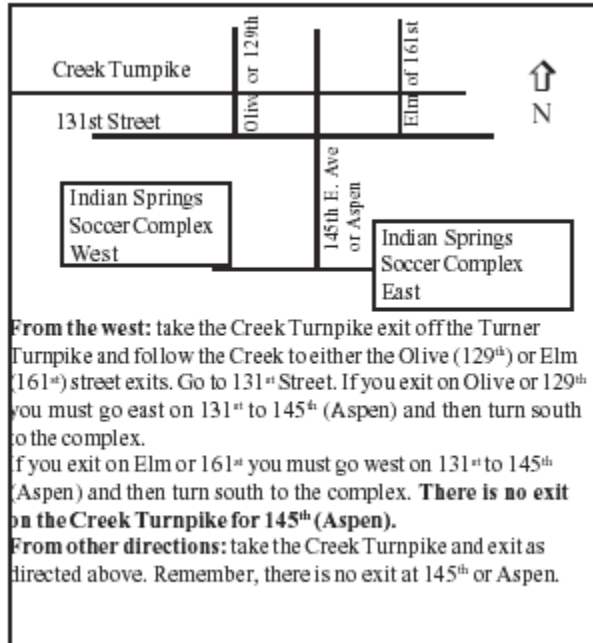 Creek Turnpike
131st Street
Olive or 129th
145th E. Ave
or Aspen
Elm of 161st
N
Indian Springs
Soccer Complex
West
Indian Springs
Soccer Complex
East
From the west: take the Creek Turnpike exit off the Turner
Turnpike and follow the Creek to either the Olive (129th) or Elm
(161st) street exits. Go to 131st Street. If you exit on Olive or 129th
you must go east on 131st to 145th (Aspen) and then turn south
to the complex.
If you exit on Elm or 161st you must go west on 131st to 145th
(Aspen) and then turn south to the complex. There is no exit
on the Creek Turnpike for 145th (Aspen).
From other directions: take the Creek Turnpike and exit as
directed above. Remember, there is no exit at 145th or Aspen.